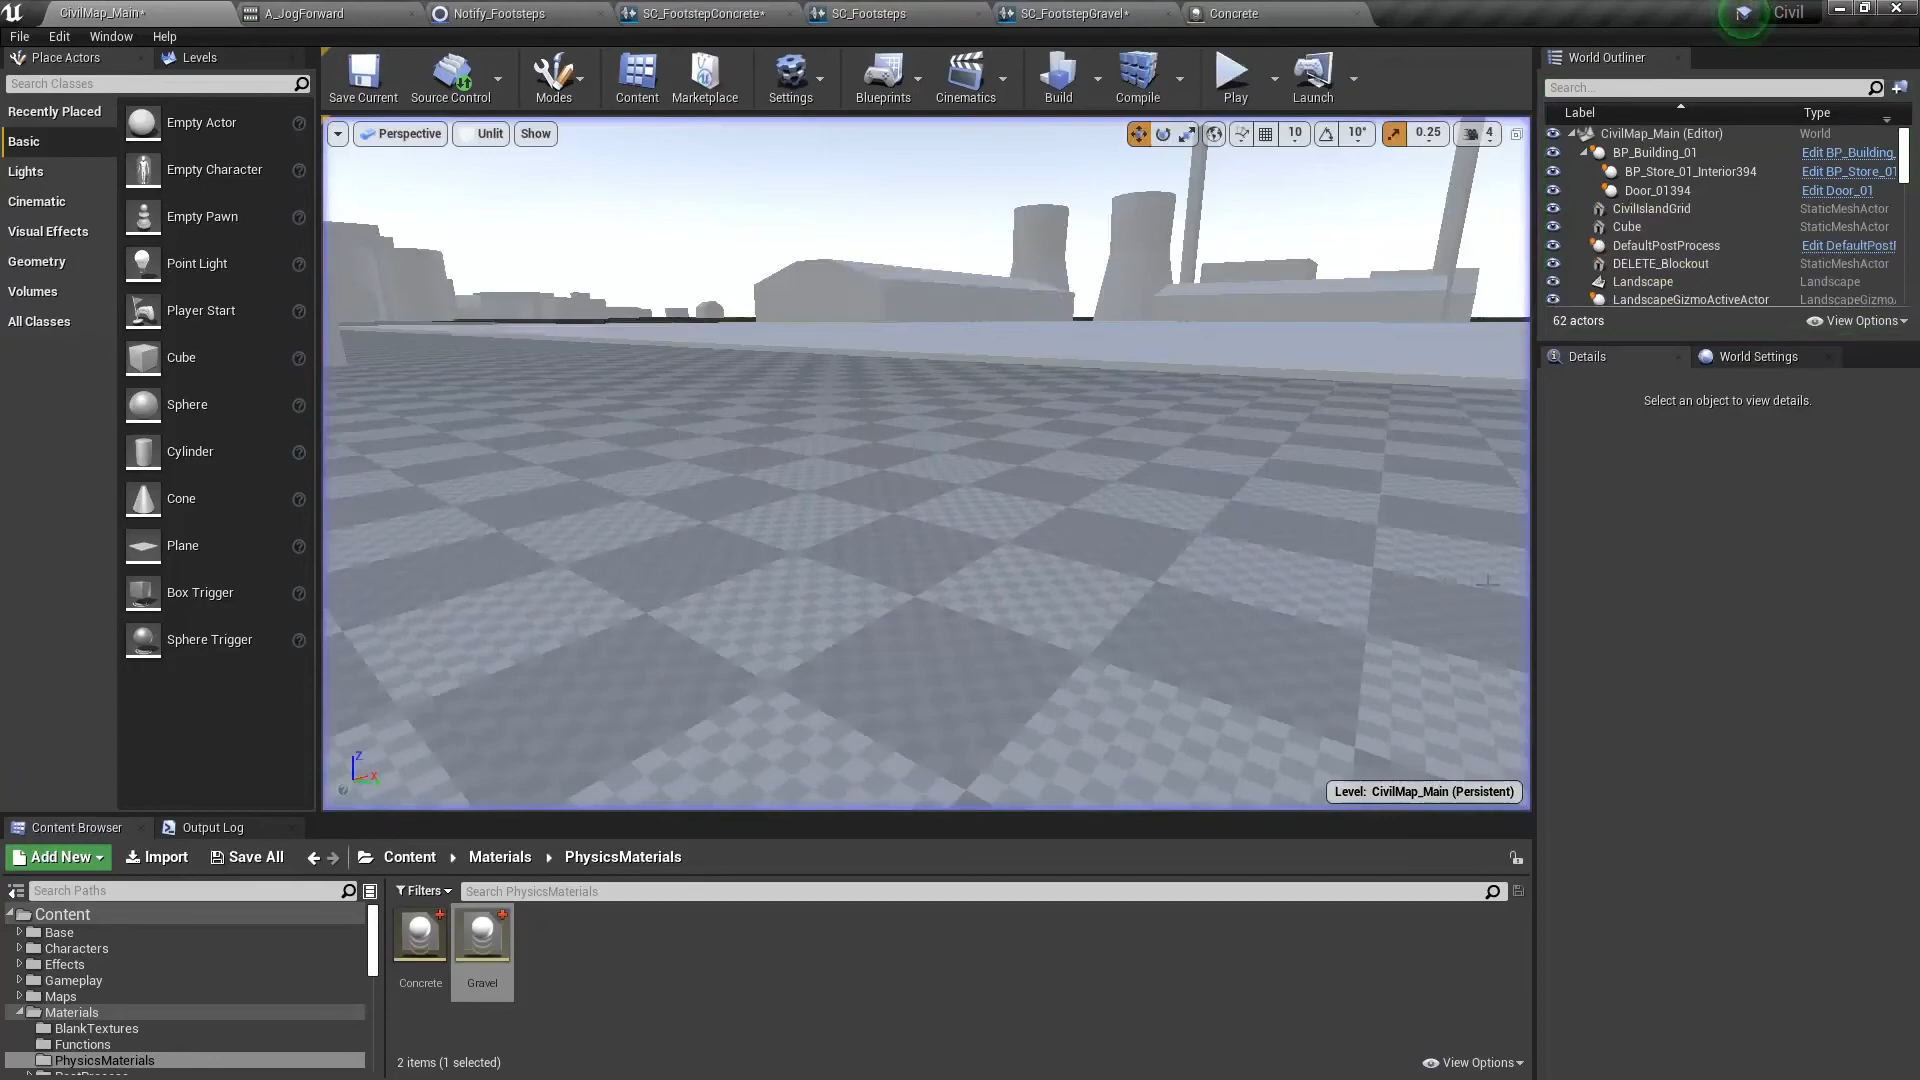 CivilMap_Main*
A_JogForward
Notify_Footsteps
SC_FootstepConcrete*
SC_Footsteps
SC_FootstepGravel*
Concrete
Civil
File
Edit
Window
Help
Place Actors
Levels
Search Classes
Recently Placed
Basic
Lights
Cinematic
Visual Effects
Geometry
Volumes
All Classes
Empty Actor
Empty Character
Empty Pawn
Point Light
Player Start
Cube
Sphere
Cylinder
Cone
Plane
Box Trigger
Sphere Trigger
Save Current
Source Control
Modes
Content
Marketplace
Settings
Blueprints
Cinematics
Build
Compile
Play
Launch
Perspective
Unlit
Show
10
10°
0.25
4
Z
X
Level: CivilMap_Main (Persistent)
World Outliner
Search...
Label
Type
CivilMap_Main (Editor)
World
BP_Building_01
Edit BP_Building_
BP_Store_01_Interior394
Edit BP_Store_01
Door_01394
Edit Door_01
CivilIslandGrid
StaticMeshActor
Cube
StaticMeshActor
DefaultPostProcess
Edit DefaultPostF
DELETE_Blockout
StaticMeshActor
Landscape
Landscape
LandscapeGizmoActiveActor
LandscapeGizmo
62 actors
View Options
Details
World Settings
Select an object to view details.
Content Browser
Output Log
Add New
Import
Save All
Content
Materials
PhysicsMaterials
Search Paths
Filters
Search PhysicsMaterials
Content
Base
Characters
Effects
Gameplay
Maps
Materials
BlankTextures
Functions
PhysicsMaterials
Concrete
Gravel
2 items (1 selected)
View Options